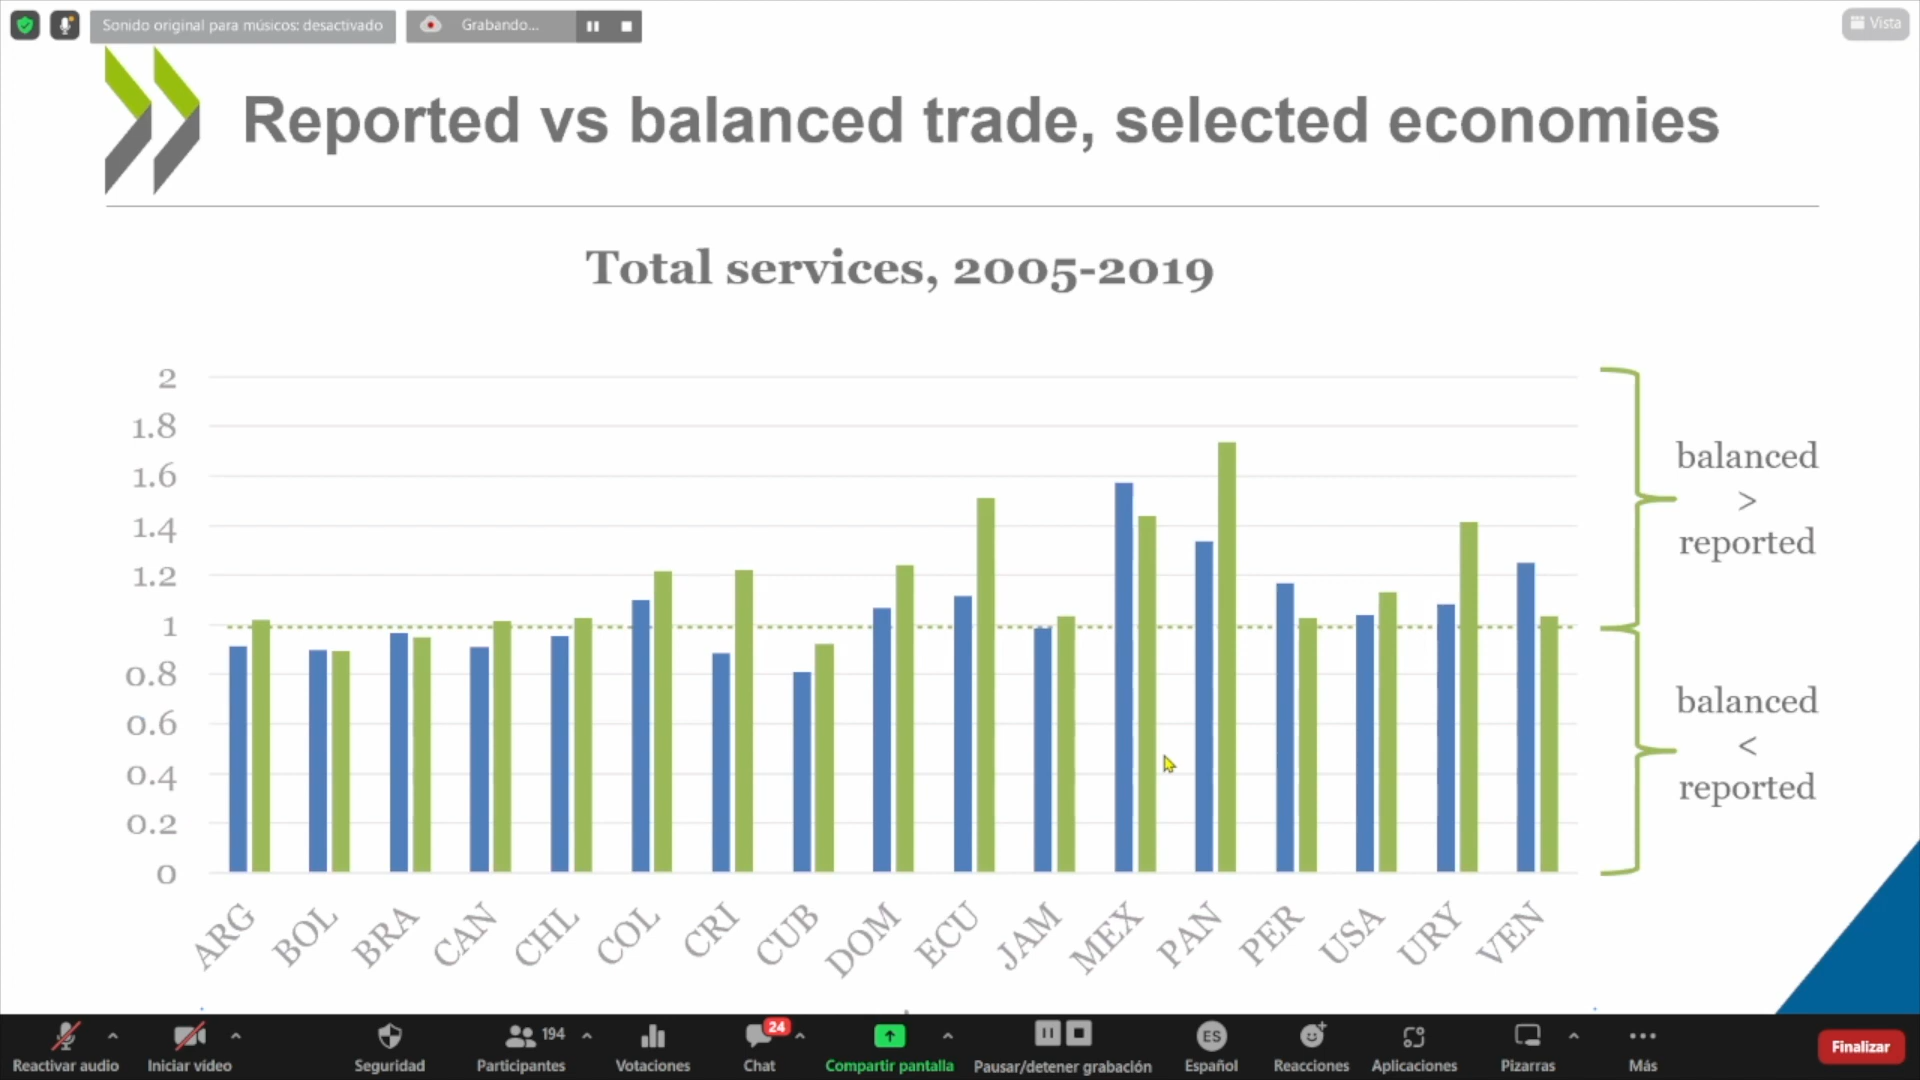 Sonido original para músicos: desactivado
Grabando...
Vista
Reported vs balanced trade, selected economies
Total services, 2005-2019
2
1.8
1.6
1.4
1.2
1
0.8
0.6
0.4
0.2
0
balanced
>
reported
balanced
<
reported
ARG BOL BRA CAN CHL COL CRI CUB DOM ECU JAM MEX PAN PER USA URY VEN
194
24
ES
Reactivar audio
Iniciar vídeo
Seguridad
Participantes
Votaciones
Chat
Compartir pantalla
Pausar/detener grabación
Español
Reacciones
Aplicaciones
Pizarras
Más
Finalizar